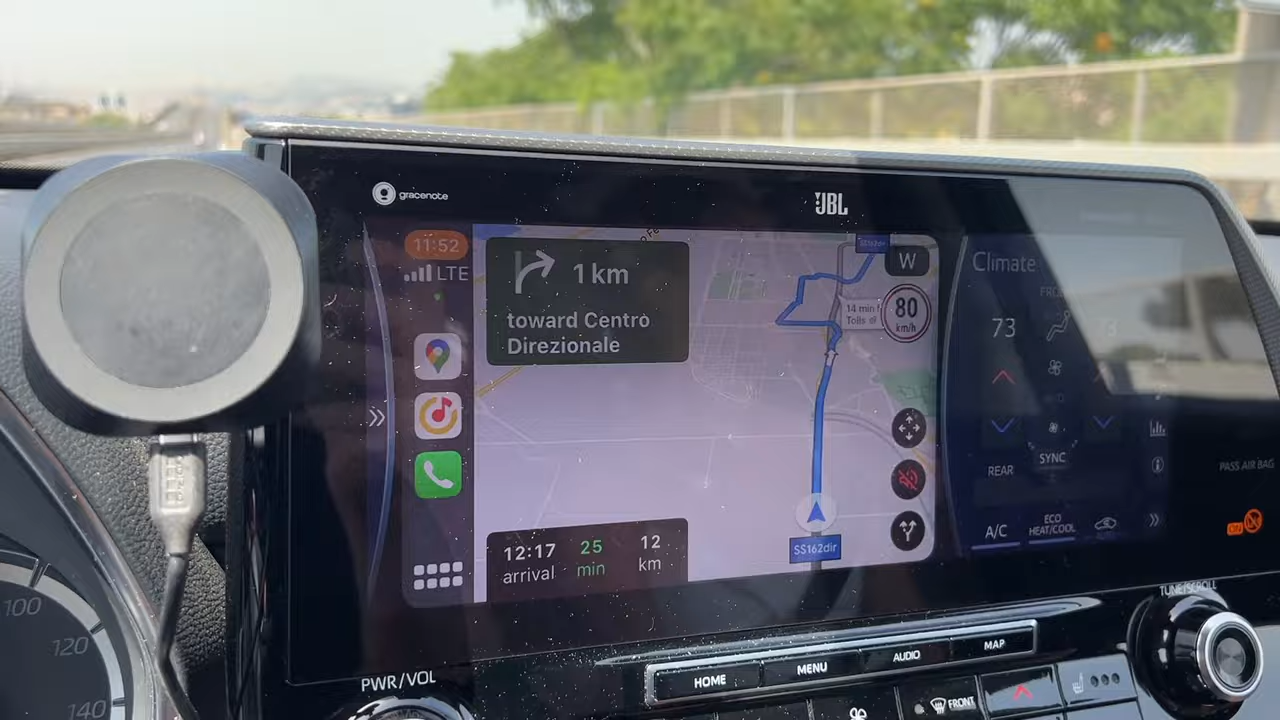 gracenote
JBL
11:52
LTE
1 km
toward Centro
Direzionale
SS162dir
W
14 min
Tolls
80
km/h
Climate
73
REAR
SYNC
A/C
ECO
HEAT/COOL
PASS AIR BAG
SS162dir
12:17
arrival
25
min
12
km
TUNE/SCROLL
PWR/VOL
HOME
MENU
AUDIO
MAP
FRONT
100
120
140